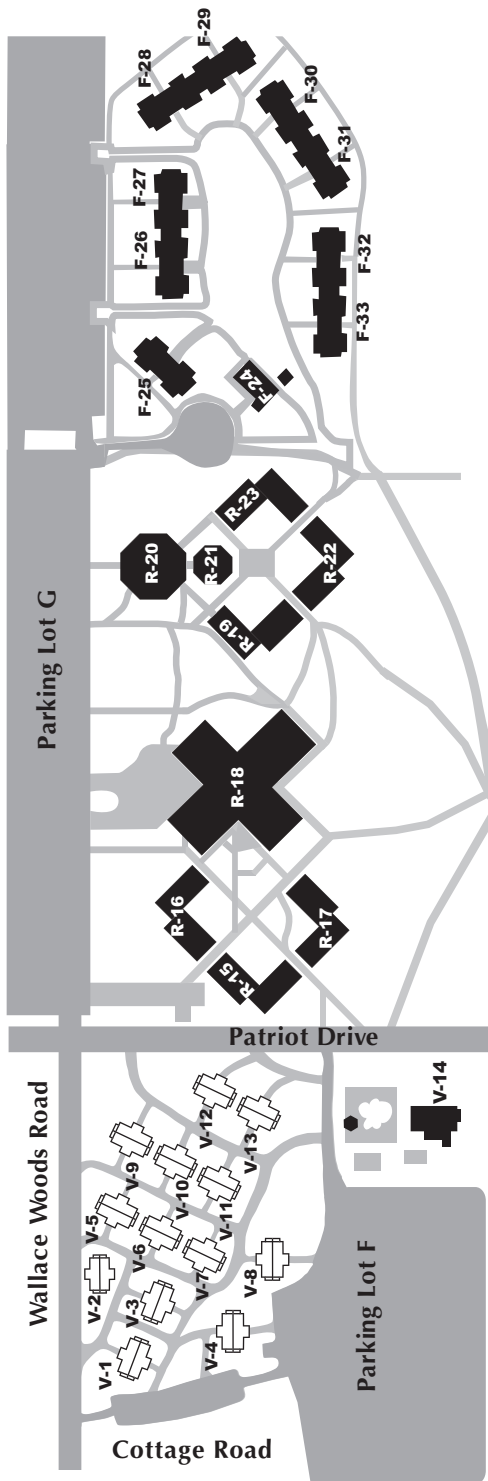 F-29
F-28
F-30
F-31
F-27
F-26
F-32
F-33
F-25
F-24
R-23
R-20
R-21
R-22
R-19
Parking Lot G
R-18
R-16
R-17
R-15
Patriot Drive
Wallace Woods Road
V-14
V-12
V-13
V-9
V-10
V-11
V-5
V-6
V-7
V-8
V-2
V-3
V-4
V-1
Parking Lot F
Cottage Road